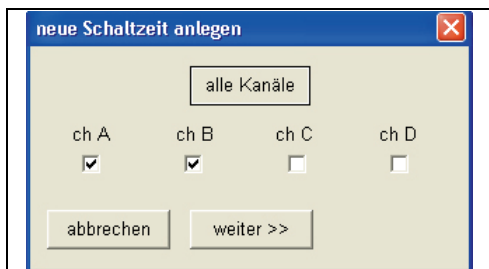 neue Schaltzeit anlegen
alle Kanäle
ch A ch B ch C ch D
abbrechen weiter >>